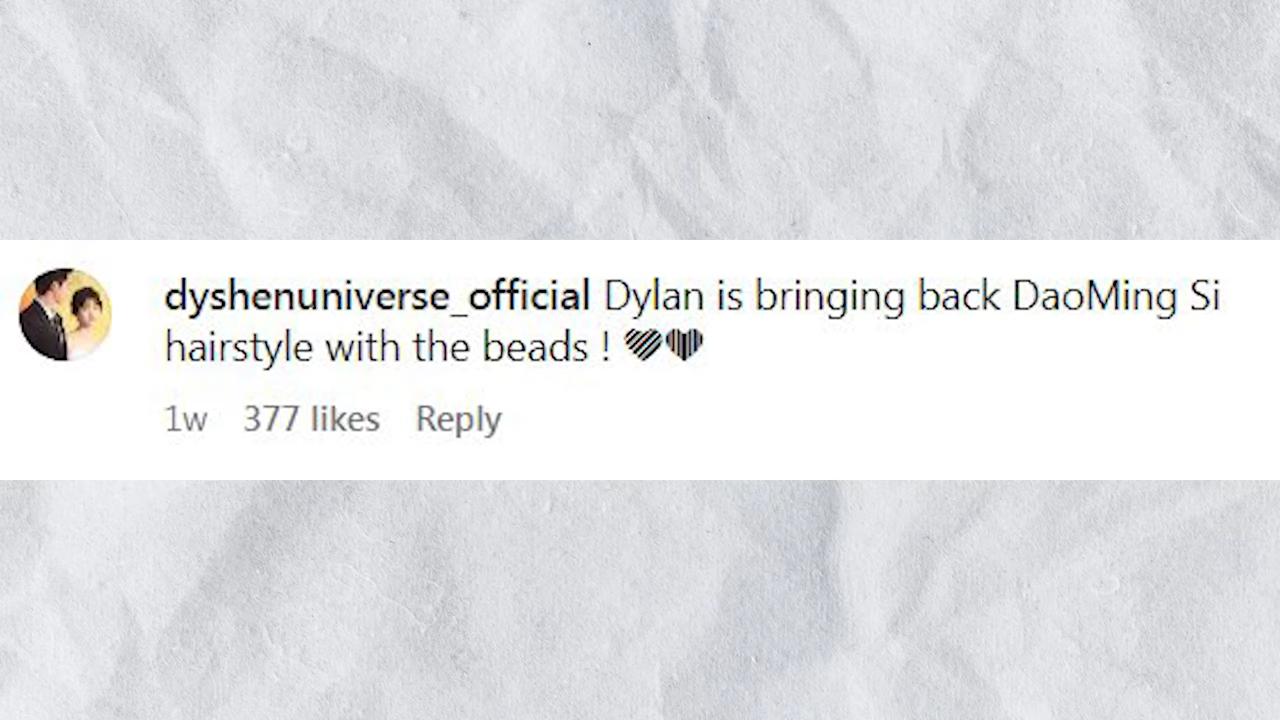 dyshenuniverse_official Dylan is bringing back DaoMing Si
hairstyle with the beads ! 🖤🖤
1w 377 likes Reply